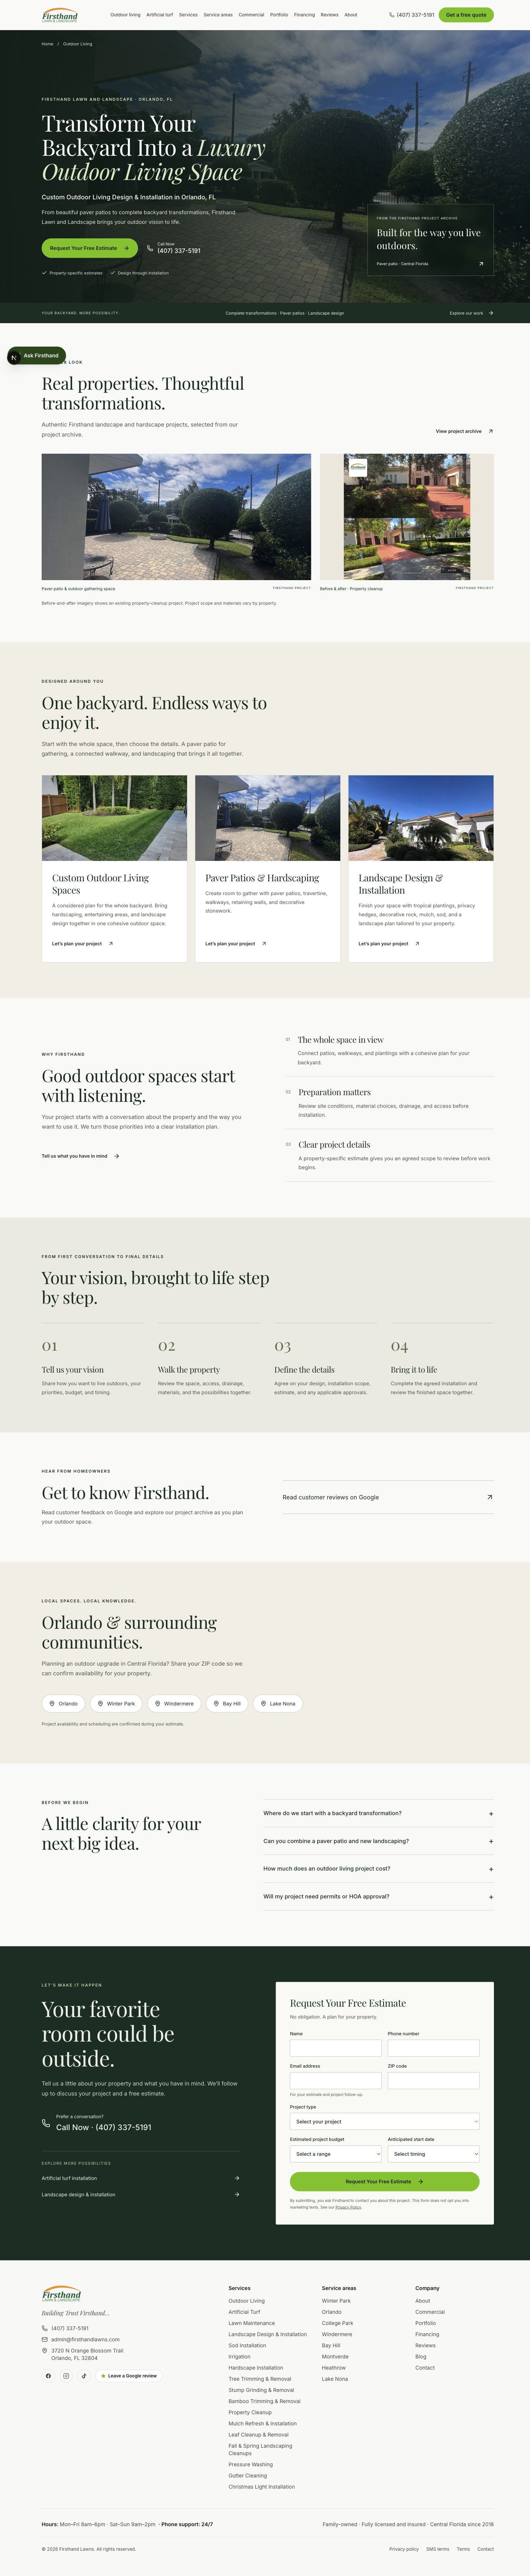 Firsthand
LAWN & LANDSCAPE
Outdoor living Artificial turf Services Service areas Commercial Portfolio Financing Reviews About
(407) 337-5191
Get a free quote
Home / Outdoor Living
FIRSTHAND LAWN AND LANDSCAPE · ORLANDO, FL
Transform Your
Backyard Into a Luxury
Outdoor Living Space
Custom Outdoor Living Design & Installation in Orlando, FL
From beautiful paver patios to complete backyard transformations, Firsthand
Lawn and Landscape brings your outdoor vision to life.
Request Your Free Estimate
Call Now
(407) 337-5191
Property-specific estimates
Design through installation
FROM THE FIRSTHAND PROJECT ARCHIVE
Built for the way you live
outdoors.
Paver patio · Central Florida
YOUR BACKYARD. MORE POSSIBILITY.
Complete transformations · Paver patios · Landscape design
Explore our work
Ask Firsthand
LOOK
Real properties. Thoughtful
transformations.
Authentic Firsthand landscape and hardscape projects, selected from our
project archive.
View project archive
Paver patio & outdoor gathering space
FIRSTHAND PROJECT
Before & after · Property cleanup
FIRSTHAND PROJECT
Before-and-after imagery shows an existing property-cleanup project. Project scope and materials vary by property.
DESIGNED AROUND YOU
One backyard. Endless ways to
enjoy it.
Start with the whole space, then choose the details. A paver patio for
gathering, a connected walkway, and landscaping that brings it all together.
Custom Outdoor Living
Spaces
A considered plan for the whole backyard. Bring
hardscaping, entertaining areas, and landscape
design together in one cohesive outdoor space.
Let's plan your project
Paver Patios & Hardscaping
Create room to gather with paver patios, travertine,
walkways, retaining walls, and decorative
stonework.
Let's plan your project
Landscape Design &
Installation
Finish your space with tropical plantings, privacy
hedges, decorative rock, mulch, sod, and a
landscape plan tailored to your property.
Let's plan your project
WHY FIRSTHAND
Good outdoor spaces start
with listening.
Your project starts with a conversation about the property and the way you
want to use it. We turn those priorities into a clear installation plan.
Tell us what you have in mind
01 The whole space in view
Connect patios, walkways, and plantings with a cohesive plan for your
backyard.
02 Preparation matters
Review site conditions, material choices, drainage, and access before
installation.
03 Clear project details
A property-specific estimate gives you an agreed scope to review before work
begins.
FROM FIRST CONVERSATION TO FINAL DETAILS
Your vision, brought to life step
by step.
01
Tell us your vision
Share how you want to live outdoors, your
priorities, budget, and timing.
02
Walk the property
Review the space, access, drainage,
materials, and the possibilities together.
03
Define the details
Agree on your design, installation scope,
estimate, and any applicable approvals.
04
Bring it to life
Complete the agreed installation and
review the finished space together.
HEAR FROM HOMEOWNERS
Get to know Firsthand.
Read customer feedback on Google and explore our project archive as you plan
your outdoor space.
Read customer reviews on Google
LOCAL SPACES. LOCAL KNOWLEDGE.
Orlando & surrounding
communities.
Planning an outdoor upgrade in Central Florida? Share your ZIP code so we
can confirm availability for your property.
Orlando
Winter Park
Windermere
Bay Hill
Lake Nona
Project availability and scheduling are confirmed during your estimate.
BEFORE WE BEGIN
A little clarity for your
next big idea.
Where do we start with a backyard transformation? +
Can you combine a paver patio and new landscaping? +
How much does an outdoor living project cost? +
Will my project need permits or HOA approval? +
LET'S MAKE IT HAPPEN
Your favorite
room could be
outside.
Tell us a little about your property and what you have in mind. We'll follow
up to discuss your project and a free estimate.
Prefer a conversation?
Call Now · (407) 337-5191
EXPLORE MORE POSSIBILITIES
Artificial turf installation
Landscape design & installation
Request Your Free Estimate
No obligation. A plan for your property.
Name
Phone number
Email address
ZIP code
For your estimate and project follow-up.
Project type
Select your project
Estimated project budget
Anticipated start date
Select a range
Select timing
Request Your Free Estimate
By submitting, you ask Firsthand to contact you about this project. This form does not opt you into
marketing texts. See our Privacy Policy.
Firsthand
LAWN & LANDSCAPE
Building Trust Firsthand...
(407) 337-5191
admin@firsthandlawns.com
3720 N Orange Blossom Trail
Orlando, FL 32804
Leave a Google review
Services
Outdoor Living
Artificial Turf
Lawn Maintenance
Landscape Design & Installation
Sod Installation
Irrigation
Hardscape Installation
Tree Trimming & Removal
Stump Grinding & Removal
Bamboo Trimming & Removal
Property Cleanup
Mulch Refresh & Installation
Leaf Cleanup & Removal
Fall & Spring Landscaping
Cleanups
Pressure Washing
Gutter Cleaning
Christmas Light Installation
Service areas
Winter Park
Orlando
College Park
Windermere
Bay Hill
Montverde
Heathrow
Lake Nona
Company
About
Commercial
Portfolio
Financing
Reviews
Blog
Contact
Hours: Mon–Fri 8am–6pm · Sat–Sun 9am–2pm · Phone support: 24/7
Family-owned · Fully licensed and insured · Central Florida since 2018
© 2026 Firsthand Lawns. All rights reserved.
Privacy policy SMS terms Terms Contact